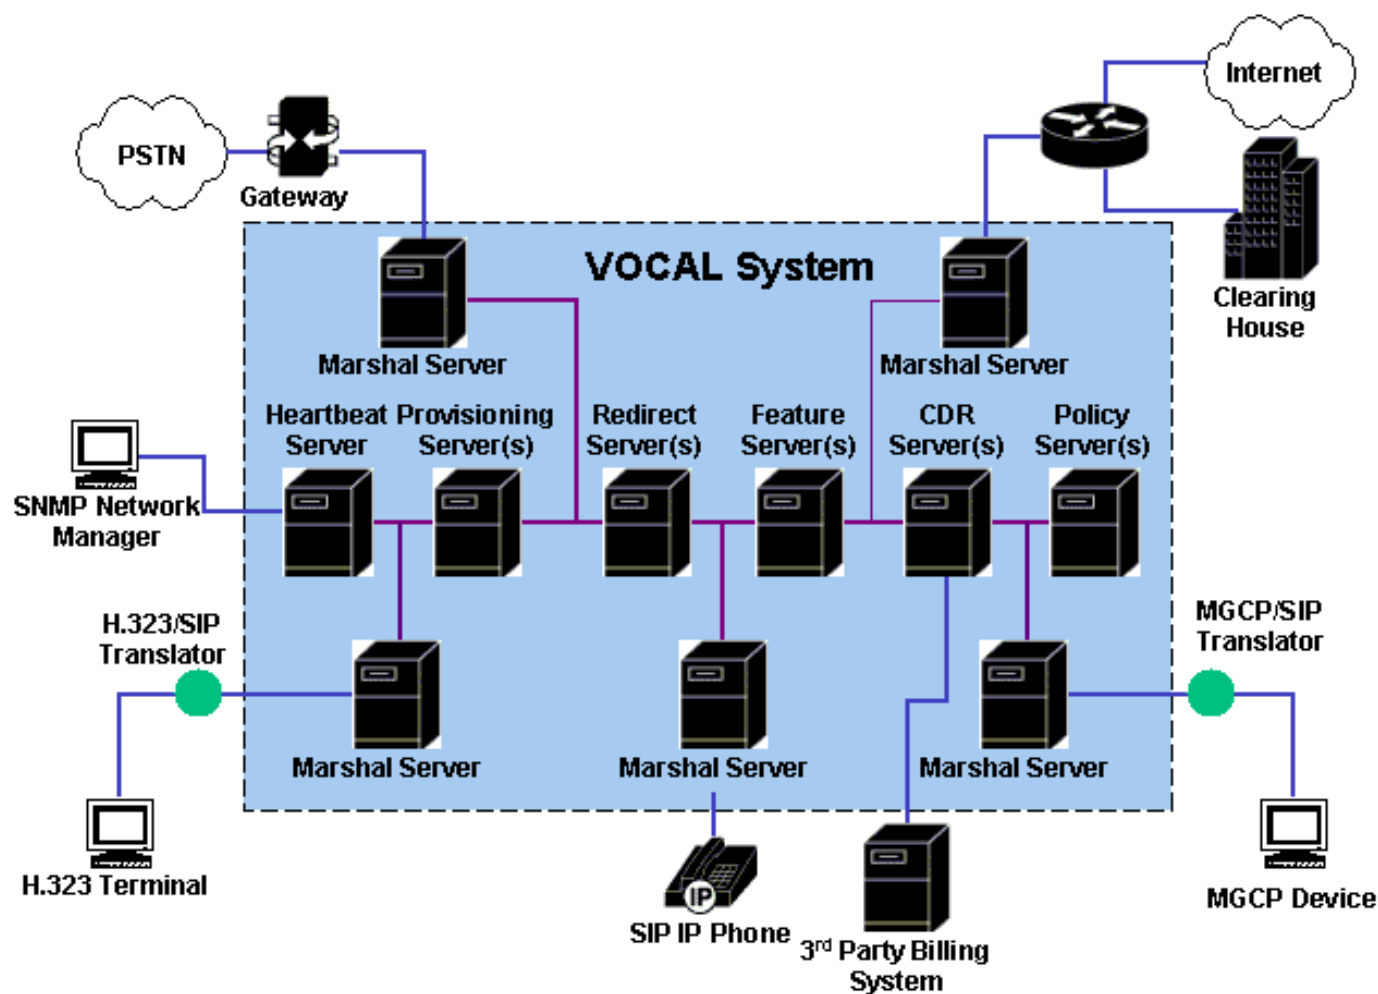 Internet
PSTN
Gateway
VOCAL System
Clearing
House
Marshal Server
Marshal Server
Heartbeat
Server
Provisioning
Server(s)
Redirect
Server(s)
Feature
Server(s)
CDR
Server(s)
Policy
Server(s)
SNMP Network
Manager
H.323/SIP
Translator
MGCP/SIP
Translator
Marshal Server
Marshal Server
Marshal Server
H.323 Terminal
IP
SIP IP Phone
3rd Party Billing
System
MGCP Device